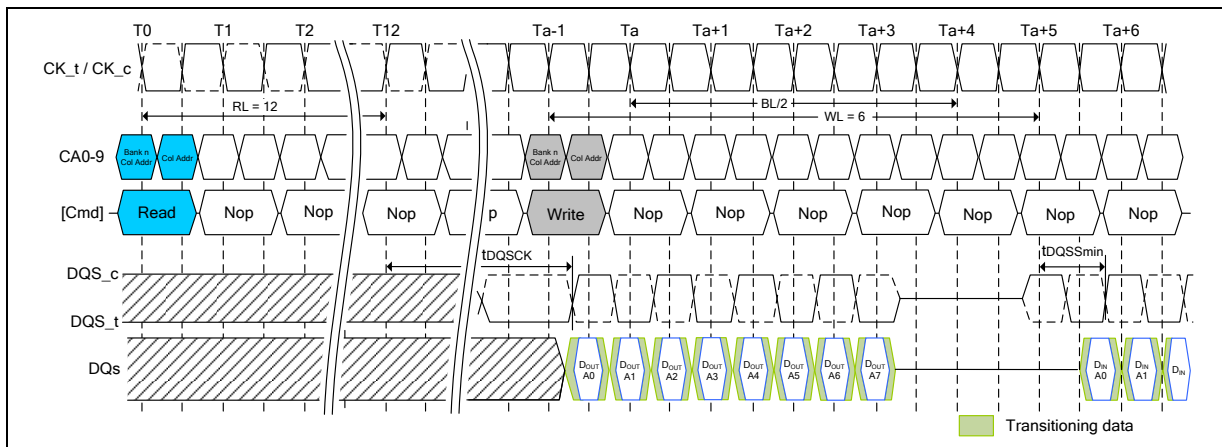 T0 T1 T2 T12 Ta-1 Ta Ta+1 Ta+2 Ta+3 Ta+4 Ta+5 Ta+6
CK_t / CK_c
RL = 12 BL/2
WL = 6
CA0-9 Bank n Col Addr Col Addr Bank n Col Addr Col Addr
[Cmd] Read Nop Nop Nop p Write Nop Nop Nop Nop Nop Nop Nop
tDQSCK tDQSSmin
DQS_c
DQS_t
DQs DOUT A0 DOUT A1 DOUT A2 DOUT A3 DOUT A4 DOUT A5 DOUT A6 DOUT A7 DIN A0 DIN A1 DIN
Transitioning data